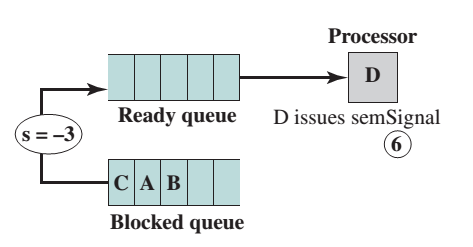 Processor
D
Ready queue
D issues semSignal
6
s = –3
C A B
Blocked queue